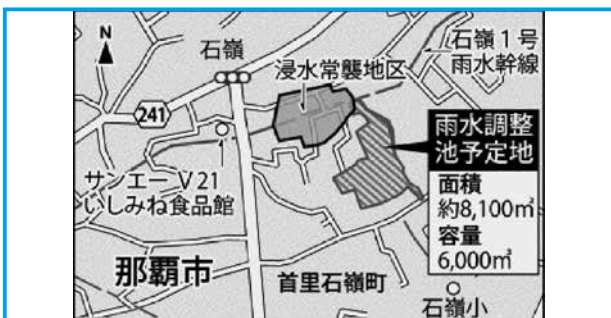 N
石嶺
石嶺1号
雨水幹線
浸水常襲地区
241
雨水調整
池予定地
面積
約8,100㎡
容量
6,000㎥
サンエー V21
いしみね食品館
那覇市
首里石嶺町
石嶺小